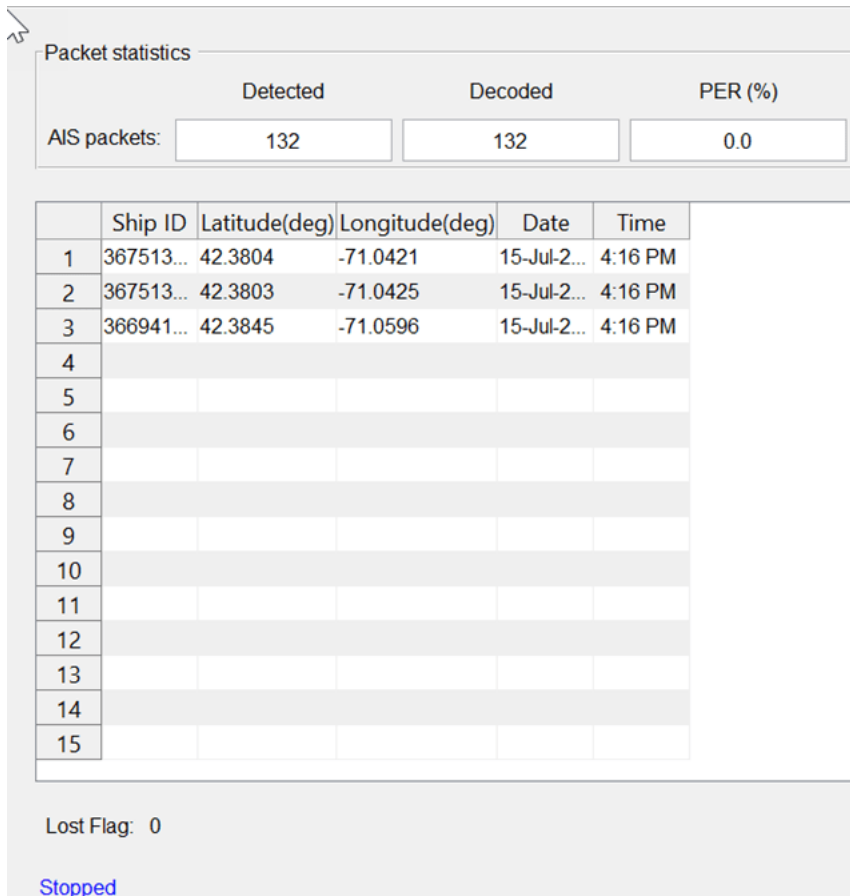 Packet statistics
Detected Decoded PER (%)
AIS packets: 132 132 0.0
Ship ID Latitude(deg) Longitude(deg) Date Time
1 367513... 42.3804 -71.0421 15-Jul-2... 4:16 PM
2 367513... 42.3803 -71.0425 15-Jul-2... 4:16 PM
3 366941... 42.3845 -71.0596 15-Jul-2... 4:16 PM
4
5
6
7
8
9
10
11
12
13
14
15
Lost Flag: 0
Stopped